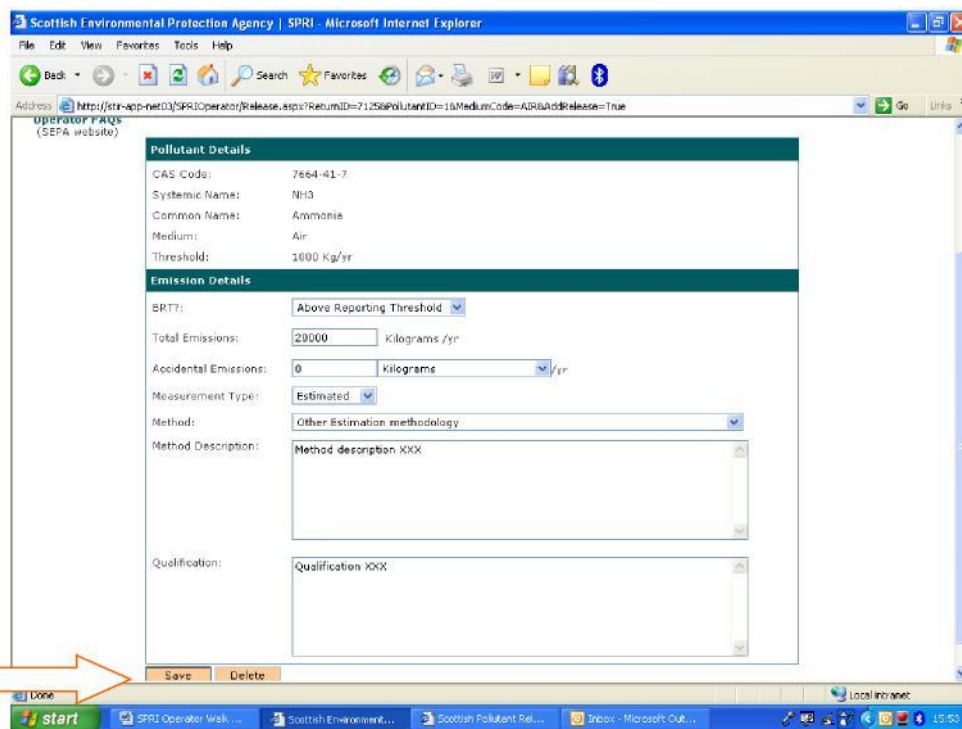 Scottish Environmental Protection Agency | SPRI - Microsoft Internet Explorer
File Edit View Favorites Tools Help
Back Search Favorites
Address http://stir-app-net03/SPRIOperator/Release.aspx?ReturnID=7125&PollutantID=1&MediumCode=AIR&AddRelease=True Go Links
Operator FAQs
(SEPA website)
Pollutant Details
CAS Code: 7664-41-7
Systemic Name: NH3
Common Name: Ammonia
Medium: Air
Threshold: 1000 Kg/yr
Emission Details
BRT?: Above Reporting Threshold
Total Emissions: 20000 Kilograms /yr
Accidental Emissions: 0 Kilograms /yr
Measurement Type: Estimated
Method: Other Estimation methodology
Method Description: Method description XXX
Qualification: Qualification XXX
Save Delete
Done Local intranet
start SPRI Operator Walk ... Scottish Environment... Scottish Pollutant Rel... Inbox - Microsoft Out... 15:53